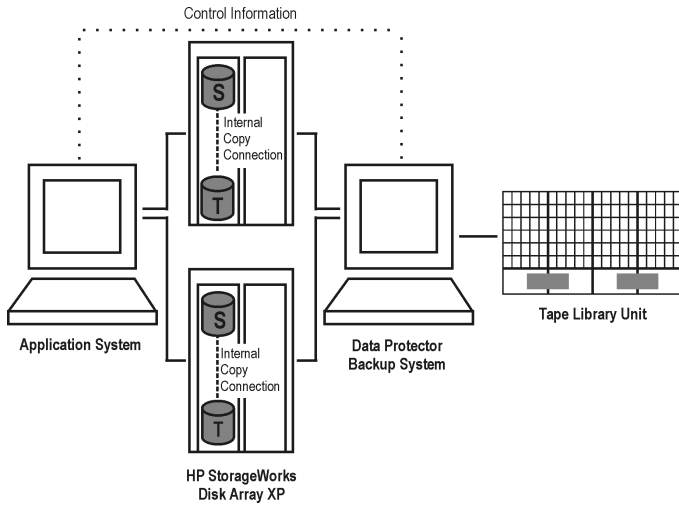 Control Information
S
Internal
Copy
Connection
T
S
Internal
Copy
Connection
T
Application System
Data Protector
Backup System
Tape Library Unit
HP StorageWorks
Disk Array XP